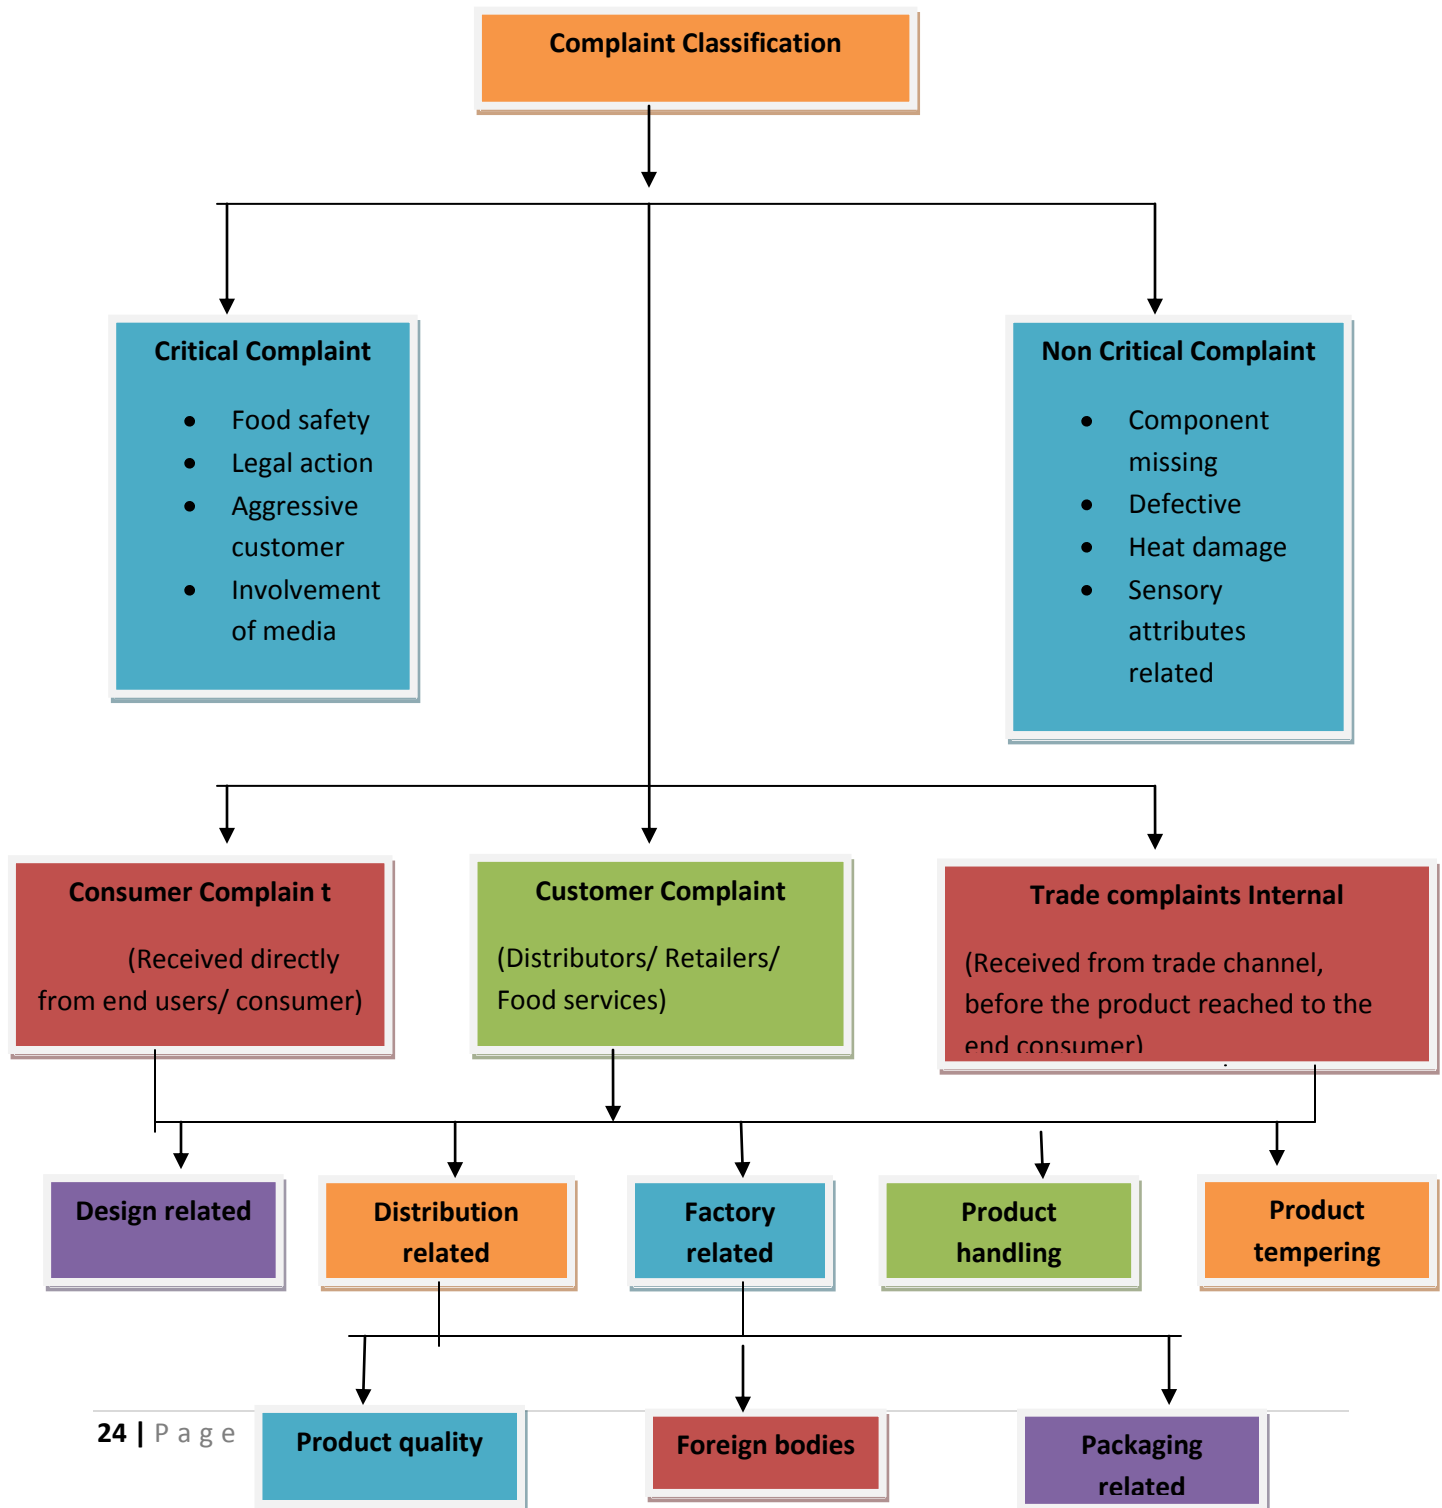 Complaint Classification
Critical Complaint
• Food safety
• Legal action
• Aggressive
customer
• Involvement
of media
Non Critical Complaint
• Component
missing
• Defective
• Heat damage
• Sensory
attributes
related
Consumer Complain t
(Received directly
from end users/ consumer)
Customer Complaint
(Distributors/ Retailers/
Food services)
Trade complaints Internal
(Received from trade channel,
before the product reached to the
end consumer)
Design related
Distribution
related
Factory
related
Product
handling
Product
tempering
24 | Page
Product quality
Foreign bodies
Packaging
related